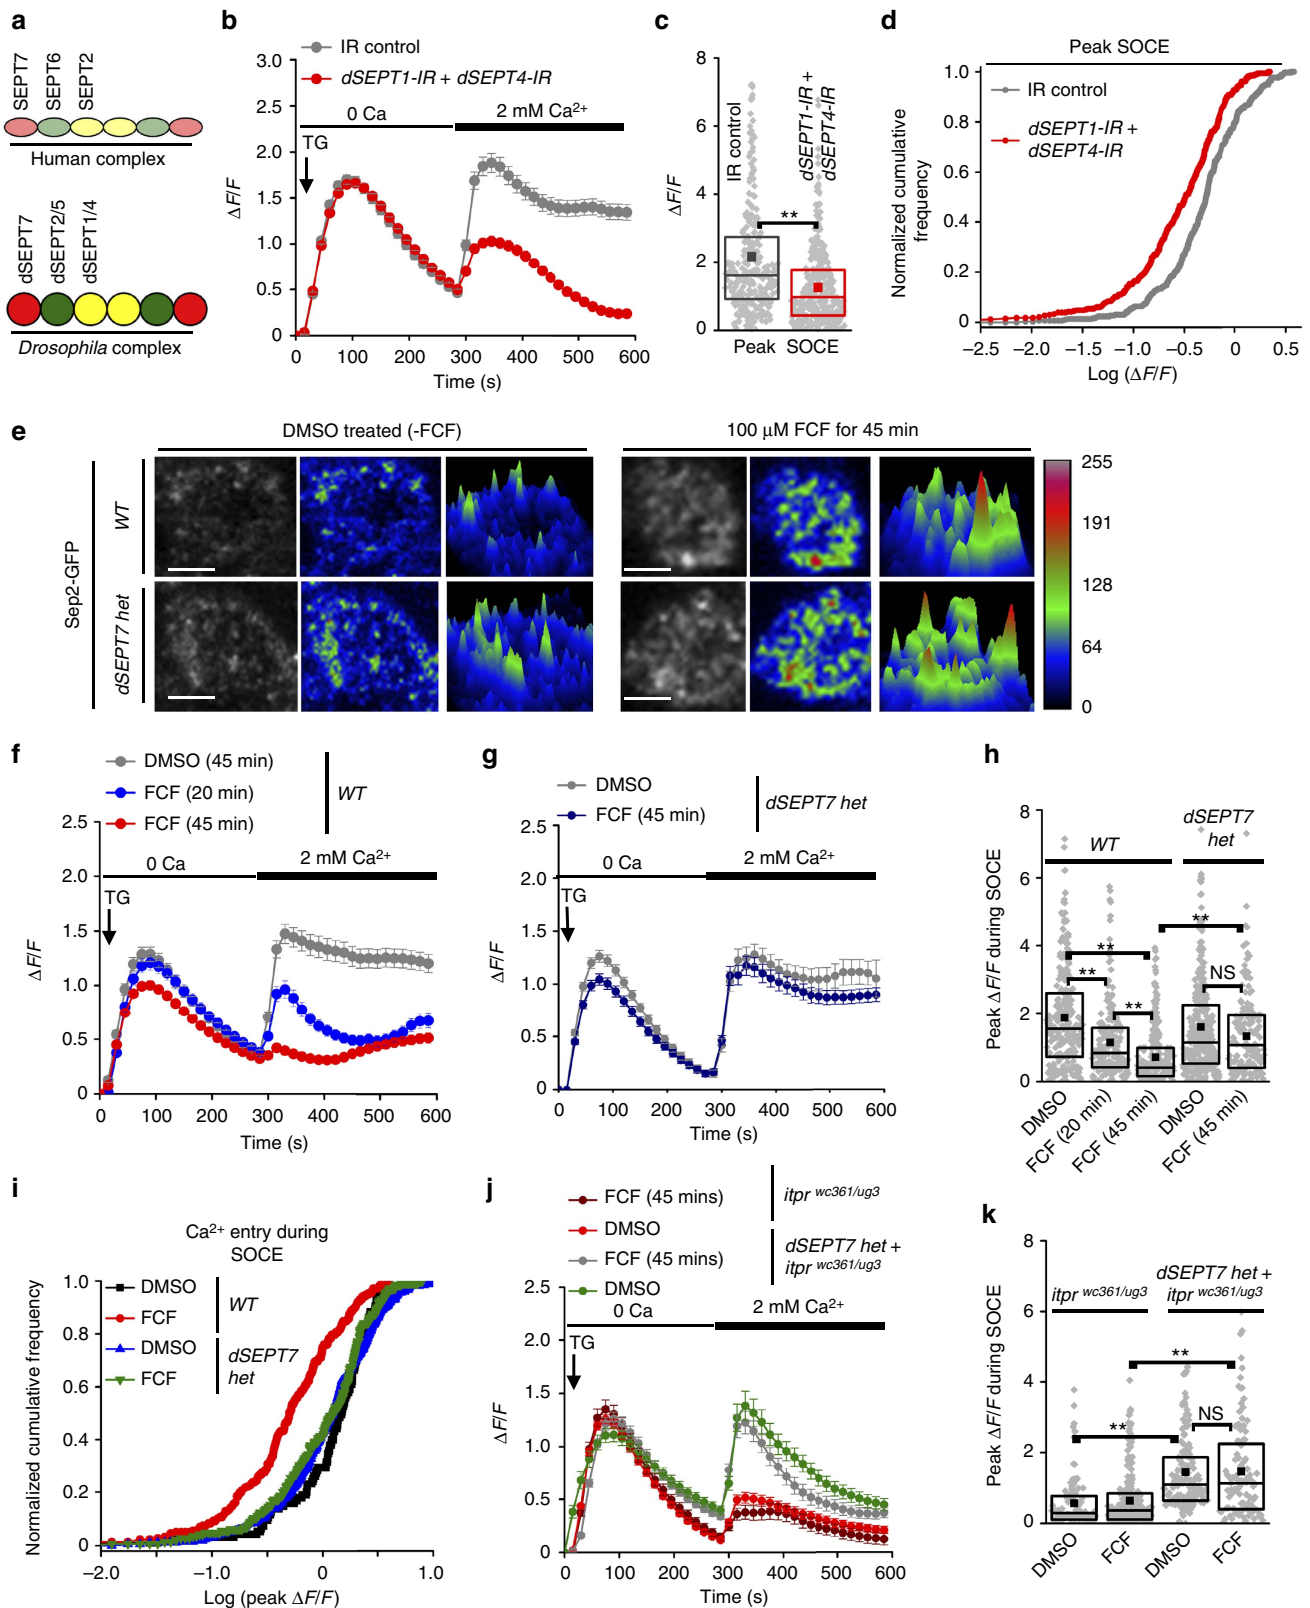 a
SEPT7
SEPT6
SEPT2
Human complex
dSEPT7
dSEPT2/5
dSEPT1/4
Drosophila complex
b
IR control
dSEPT1-IR + dSEPT4-IR
3.0
2.5
2.0
1.5
1.0
0.5
0
ΔF/F
0 Ca
2 mM Ca²⁺
TG
0 100 200 300 400 500 600
Time (s)
c
8
6
4
2
0
ΔF/F
IR control
dSEPT1-IR +
dSEPT4-IR
**
Peak SOCE
d
Peak SOCE
1.0
0.8
0.6
0.4
0.2
0
Normalized cumulative
frequency
IR control
dSEPT1-IR +
dSEPT4-IR
–2.5 –2.0 –1.5 –1.0 –0.5 0 0.5
Log (ΔF/F)
e
DMSO treated (-FCF)
100 µM FCF for 45 min
Sep2-GFP
WT
dSEPT7 het
255
191
128
64
0
f
DMSO (45 min)
FCF (20 min)
FCF (45 min)
WT
2.5
2.0
1.5
1.0
0.5
0
ΔF/F
0 Ca
2 mM Ca²⁺
TG
0 100 200 300 400 500 600
Time (s)
g
DMSO
FCF (45 min)
dSEPT7 het
2.5
2.0
1.5
1.0
0.5
0
ΔF/F
0 Ca
2 mM Ca²⁺
TG
0 100 200 300 400 500 600
Time (s)
h
8
6
4
2
0
Peak ΔF/F during SOCE
WT
dSEPT7
het
**
**
**
**
NS
DMSO
FCF (20 min)
FCF (45 min)
DMSO
FCF (45 min)
i
Ca²⁺ entry during
SOCE
1.0
0.8
0.6
0.4
0.2
0
Normalized cumulative frequency
DMSO
FCF
WT
DMSO
FCF
dSEPT7
het
–2.0 –1.0 0 1.0
Log (peak ΔF/F)
j
FCF (45 mins)
DMSO
itpr wc361/ug3
FCF (45 mins)
DMSO
dSEPT7 het +
itpr wc361/ug3
2.5
2.0
1.5
1.0
0.5
0
ΔF/F
0 Ca
2 mM Ca²⁺
TG
0 100 200 300 400 500 600
Time (s)
k
8
6
4
2
0
Peak ΔF/F during SOCE
itpr wc361/ug3
dSEPT7 het +
itpr wc361/ug3
**
**
NS
DMSO
FCF
DMSO
FCF